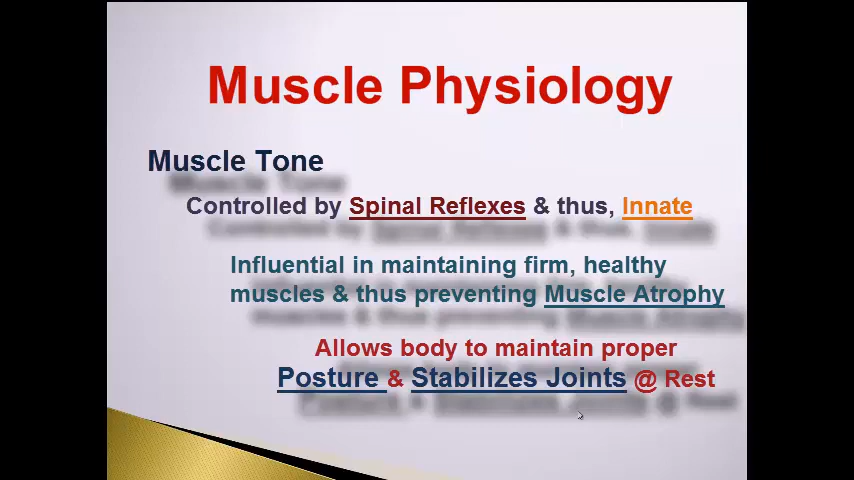 Muscle Physiology
Muscle Tone
Controlled by Spinal Reflexes & thus, Innate
Influential in maintaining firm, healthy
muscles & thus preventing Muscle Atrophy
Allows body to maintain proper
Posture & Stabilizes Joints @ Rest